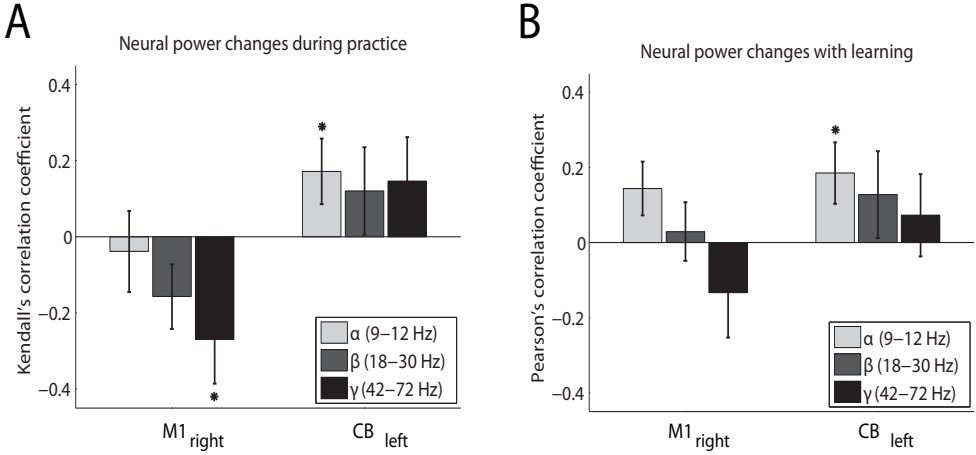 A
Neural power changes during practice
Kendall's correlation coefficient
0.4
0.2
0
−0.2
−0.4
*
*
α (9−12 Hz)
β (18−30 Hz)
γ (42−72 Hz)
M1 right
CB left
B
Neural power changes with learning
Pearson's correlation coefficient
0.4
0.2
0
−0.2
−0.4
*
α (9−12 Hz)
β (18−30 Hz)
γ (42−72 Hz)
M1 right
CB left